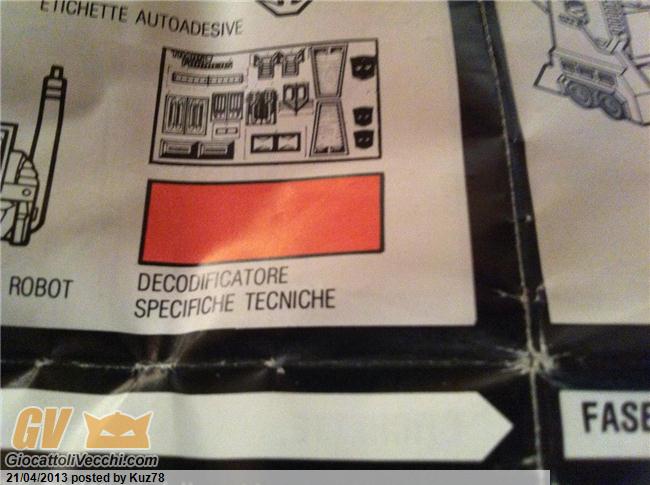 ETICHETTE AUTOADESIVE
ROBOT
DECODIFICATORE
SPECIFICHE TECNICHE
FASE
GV
GiocattoliVecchi.com
21/04/2013 posted by Kuz78